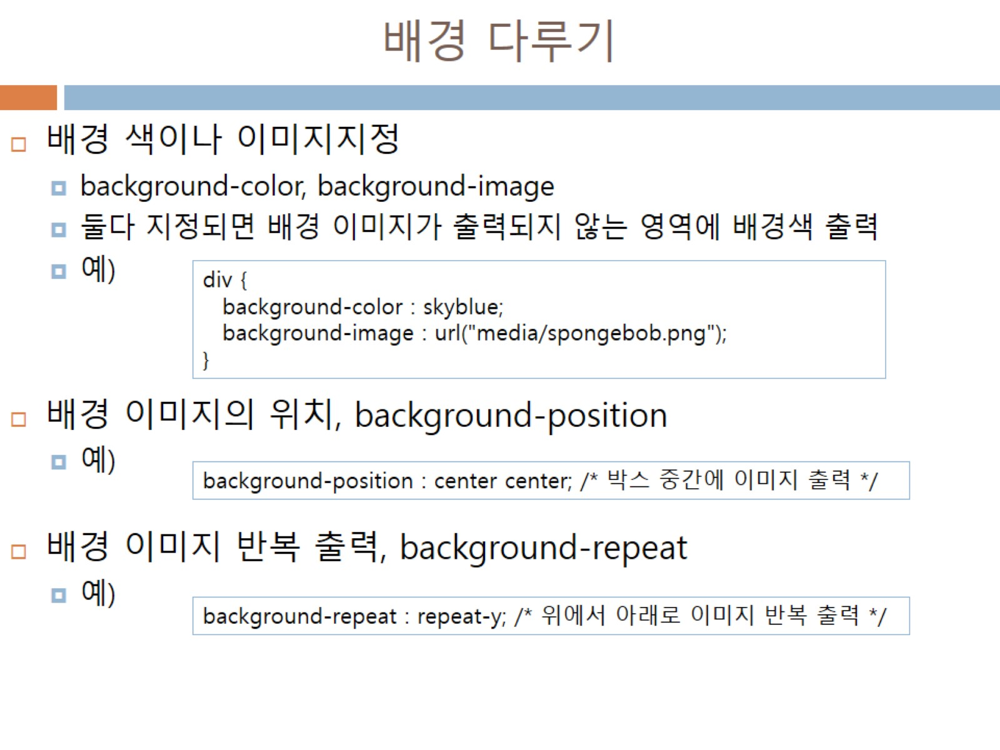 배경 다루기
배경 색이나 이미지지정
background-color, background-image
둘다 지정되면 배경 이미지가 출력되지 않는 영역에 배경색 출력
예)
div {
background-color : skyblue;
background-image : url("media/spongebob.png");
}
배경 이미지의 위치, background-position
예)
background-position : center center; /* 박스 중간에 이미지 출력 */
배경 이미지 반복 출력, background-repeat
예)
background-repeat : repeat-y; /* 위에서 아래로 이미지 반복 출력 */